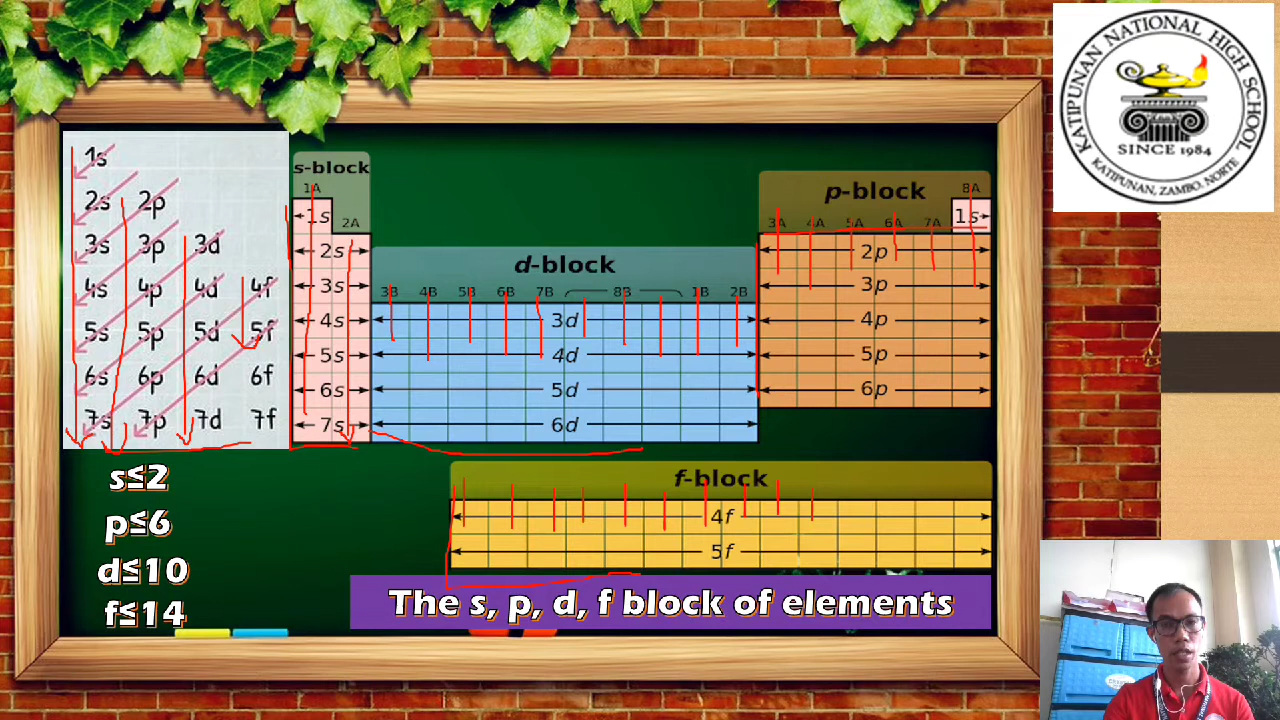 1s
2s 2p
3s 3p 3d
4s 4p 4d 4f
5s 5p 5d 5f
6s 6p 6d 6f
7s 7p 7d 7f
s≤2
p≤6
d≤10
f≤14
s-block
1A
2A
1s
2s
3s
4s
5s
6s
7s
d-block
3B 4B 5B 6B 7B 8B 1B 2B
3d
4d
5d
6d
p-block
8A
3A 4A 5A 6A 7A
1s
2p
3p
4p
5p
6p
f-block
4f
5f
The s, p, d, f block of elements
KATIPUNAN NATIONAL HIGH SCHOOL
SINCE 1984
KATIPUNAN, ZAMBO. NORTE